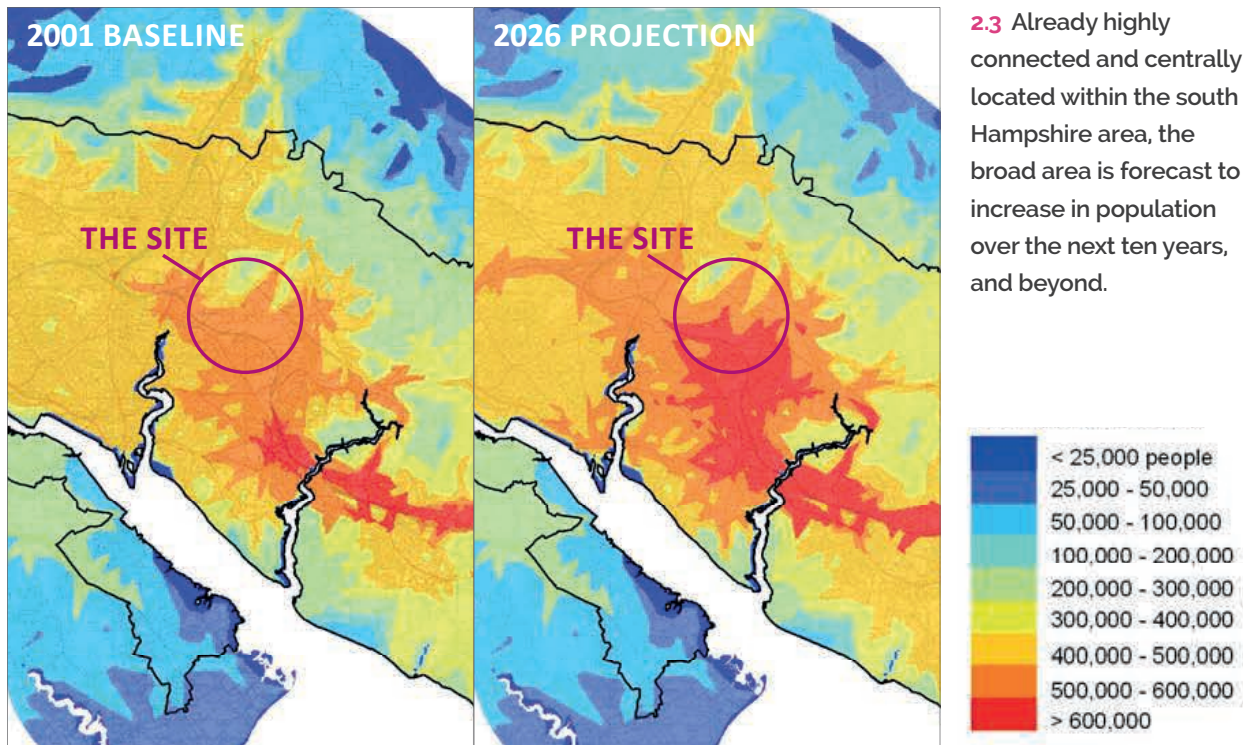 2001 BASELINE
2026 PROJECTION
THE SITE
THE SITE
2.3 Already highly
connected and centrally
located within the south
Hampshire area, the
broad area is forecast to
increase in population
over the next ten years,
and beyond.
< 25,000 people
25,000 - 50,000
50,000 - 100,000
100,000 - 200,000
200,000 - 300,000
300,000 - 400,000
400,000 - 500,000
500,000 - 600,000
> 600,000